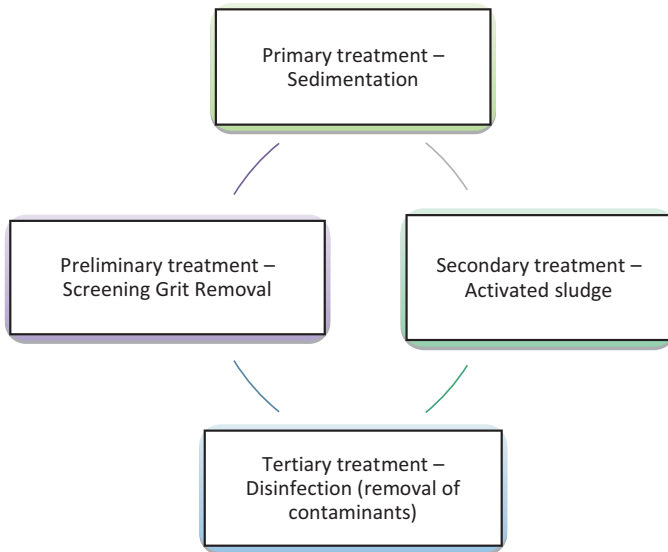 Primary treatment –
Sedimentation
Preliminary treatment –
Screening Grit Removal
Secondary treatment –
Activated sludge
Tertiary treatment –
Disinfection (removal of
contaminants)